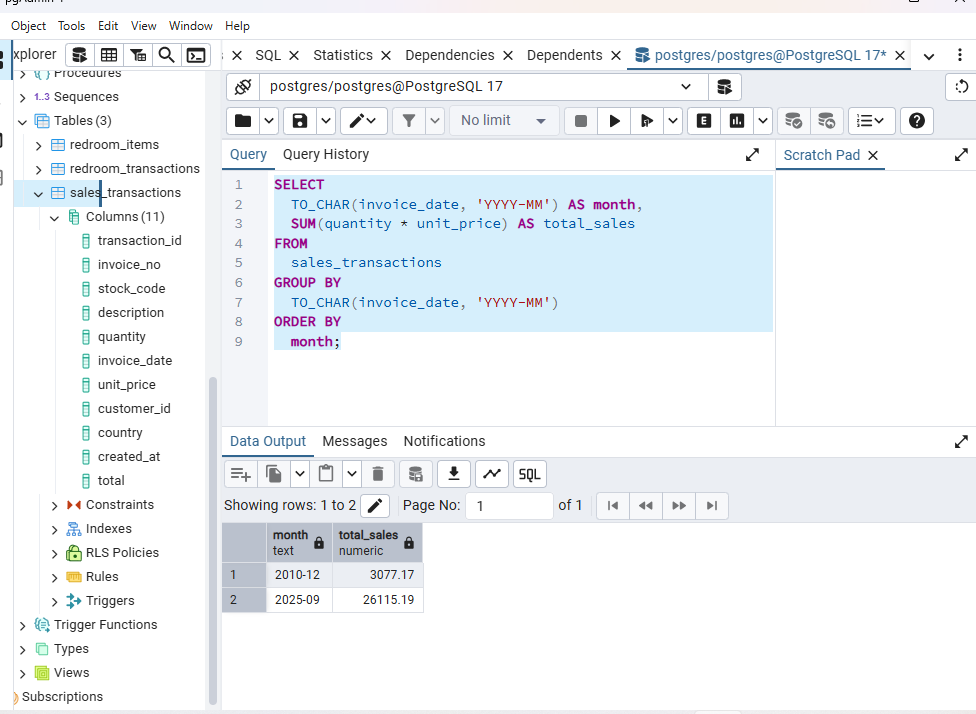 Object Tools Edit View Window Help
xplorer
SQL Statistics Dependencies Dependents postgres/postgres@PostgreSQL 17*
Procedures
1.3 Sequences
Tables (3)
redroom_items
redroom_transactions
sales_transactions
Columns (11)
transaction_id
invoice_no
stock_code
description
quantity
invoice_date
unit_price
customer_id
country
created_at
total
Constraints
Indexes
RLS Policies
Rules
Triggers
Trigger Functions
Types
Views
Subscriptions
postgres/postgres@PostgreSQL 17
No limit
E
Query Query History
Scratch Pad
1 SELECT
2 TO_CHAR(invoice_date, 'YYYY-MM') AS month,
3 SUM(quantity * unit_price) AS total_sales
4 FROM
5 sales_transactions
6 GROUP BY
7 TO_CHAR(invoice_date, 'YYYY-MM')
8 ORDER BY
9 month;
Data Output Messages Notifications
SQL
Showing rows: 1 to 2 Page No: 1 of 1
month total_sales
text numeric
1 2010-12 3077.17
2 2025-09 26115.19